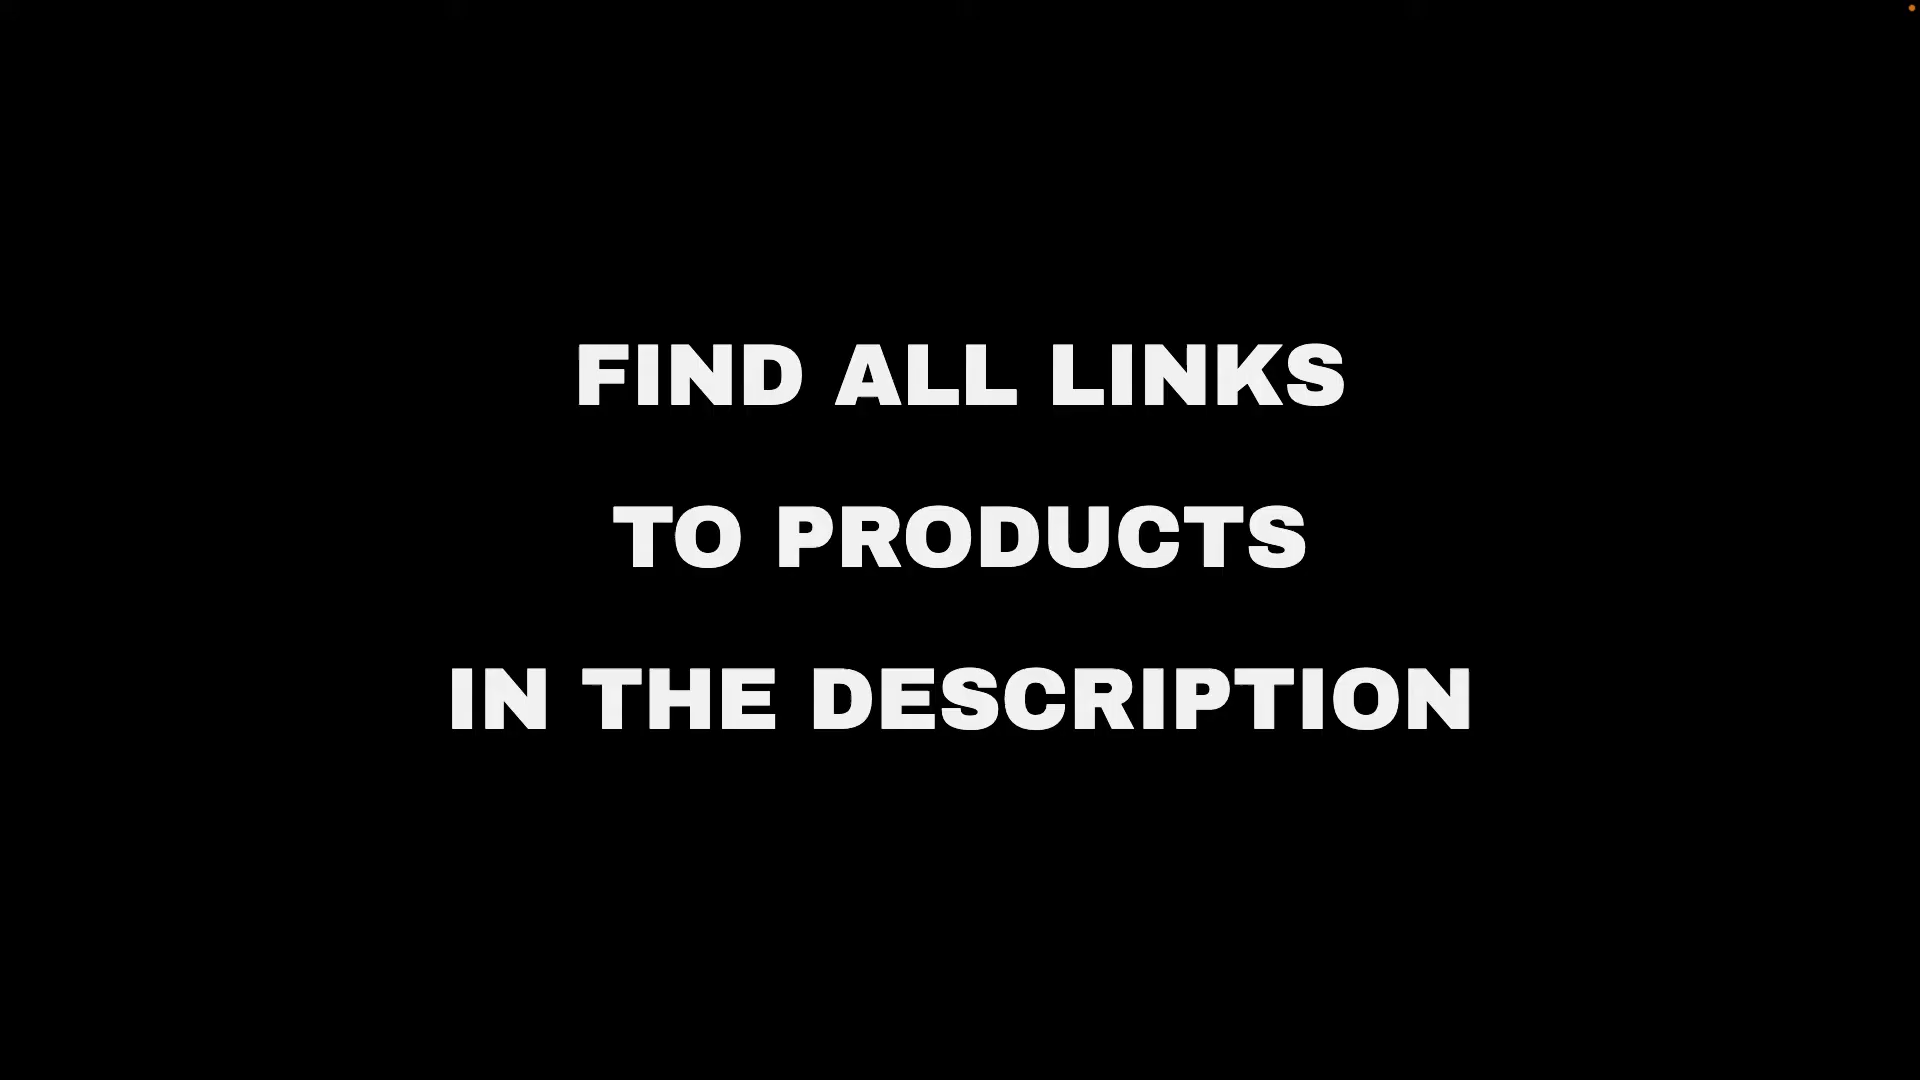 FIND ALL LINKS
TO PRODUCTS
IN THE DESCRIPTION